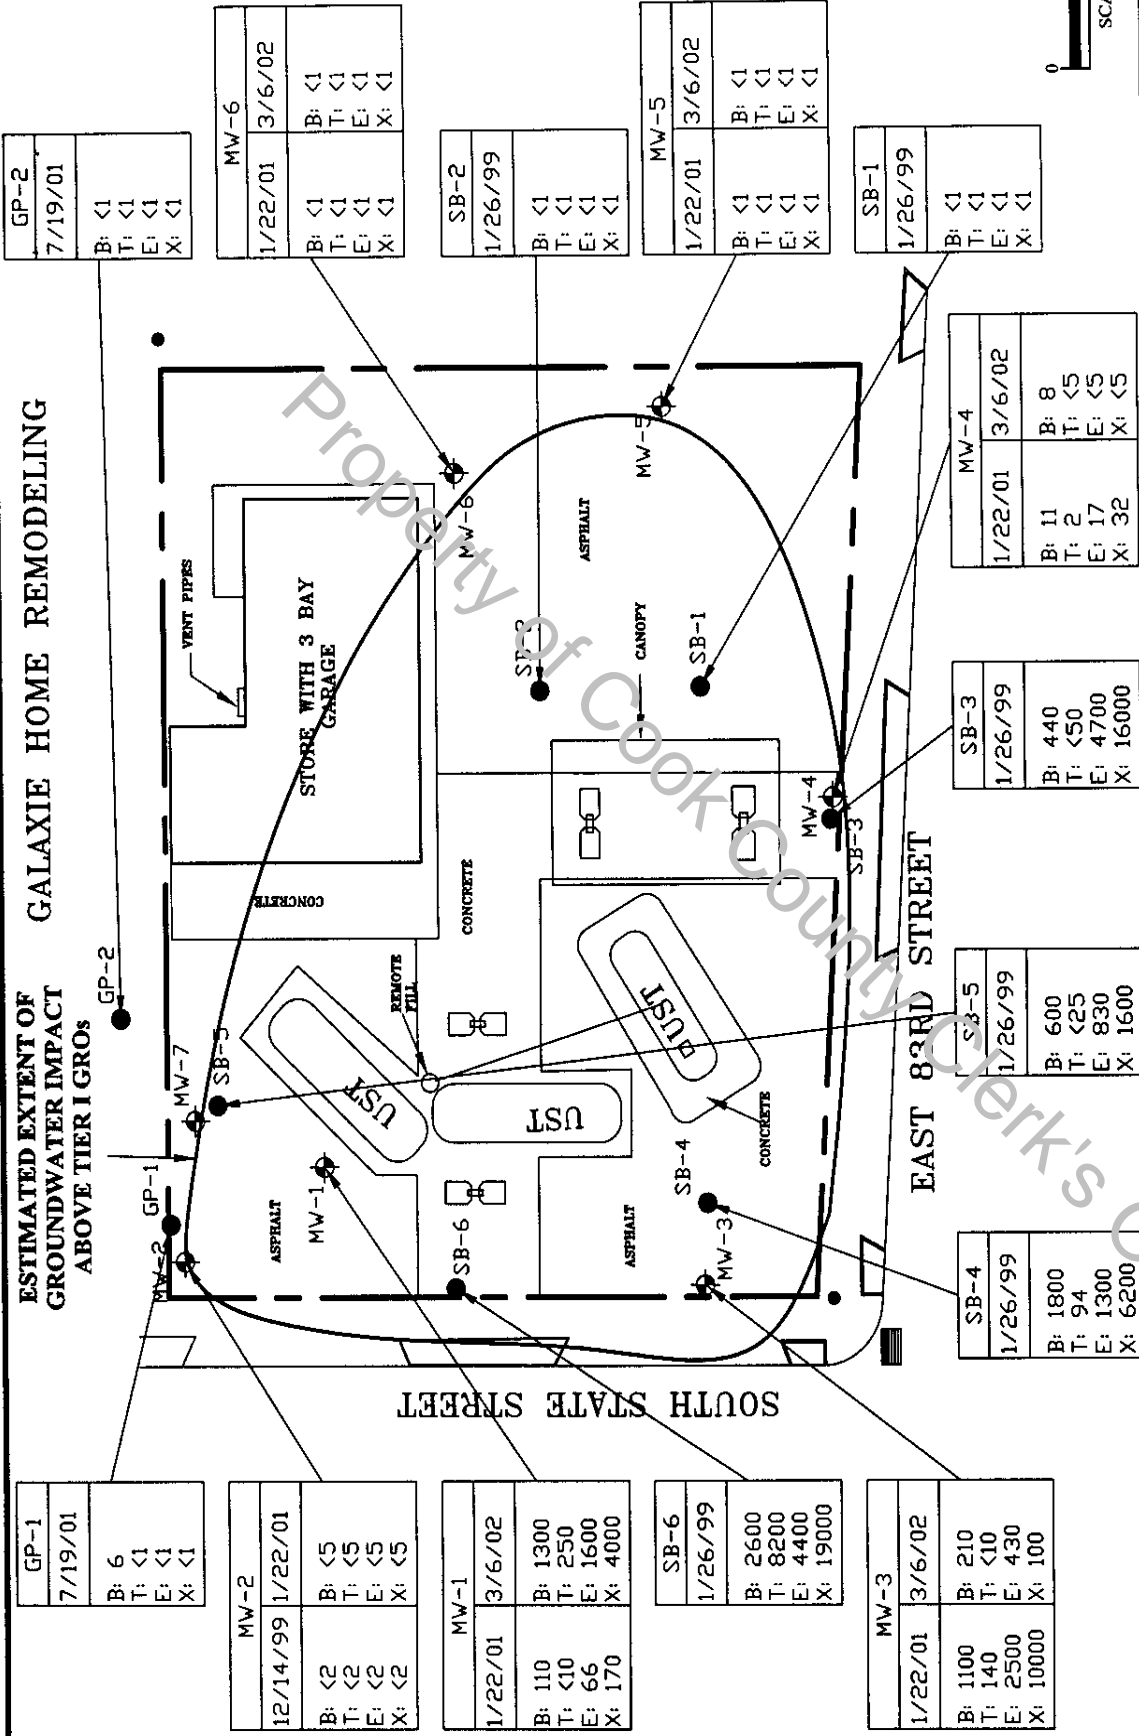 GALAXIE HOME REMODELING
ESTIMATED EXTENT OF
GROUNDWATER IMPACT
ABOVE TIER I GROs
GP-1
7/19/01
B: 6
T: <1
E: <1
X: <1
MW-2
12/14/99 1/22/01
B: <2 B: <5
T: <2 T: <5
E: <2 E: <5
X: <2 X: <5
MW-1
1/22/01 3/6/02
B: 110 B: 1300
T: <10 T: 250
E: 66 E: 1600
X: 170 X: 4000
SB-6
1/26/99
B: 2600
T: 8200
E: 4400
X: 19000
MW-3
1/22/01 3/6/02
B: 1100 B: 210
T: 140 T: <10
E: 2500 E: 430
X: 10000 X: 100
GP-2
7/19/01
B: <1
T: <1
E: <1
X: <1
MW-6
1/22/01 3/6/02
B: <1 B: <1
T: <1 T: <1
E: <1 E: <1
X: <1 X: <1
SB-2
1/26/99
B: <1
T: <1
E: <1
X: <1
MW-5
1/22/01 3/6/02
B: <1 B: <1
T: <1 T: <1
E: <1 E: <1
X: <1 X: <1
SB-1
1/26/99
B: <1
T: <1
E: <1
X: <1
SB-4
1/26/99
B: 1800
T: 94
E: 1300
X: 6200
SB-5
1/26/99
B: 600
T: <25
E: 830
X: 1600
SB-3
1/26/99
B: 440
T: <50
E: 4700
X: 16000
MW-4
1/22/01 3/6/02
B: 11 B: 8
T: 2 T: <5
E: 17 E: <5
X: 32 X: <5
GP-2
GP-1
MW-2
MW-7
SB-5
MW-1
SB-6
MW-3
SB-4
SB-3
MW-4
SB-1
SB-2
MW-5
MW-6
VENT PIPES
STORE WITH 3 BAY
GARAGE
CONCRETE
CONCRETE
CONCRETE
REMOTE
FILL
ASPHALT
ASPHALT
ASPHALT
CANOPY
UST
UST
D UST
SOUTH STATE STREET
EAST 83RD STREET
0
Property of Cook County Clerk's